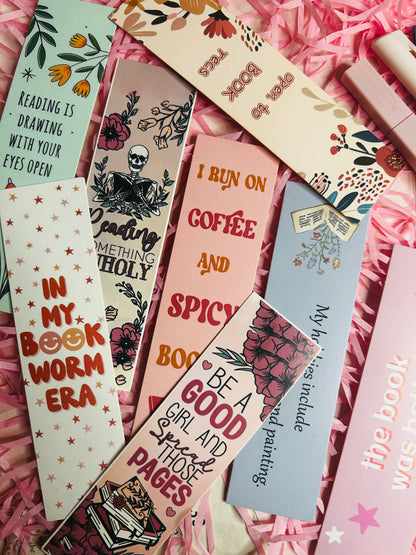 READING IS
DRAWING
WITH YOUR
EYES OPEN
open to
BOOK
recs
Reading
SOMETHING
UNHOLY
I RUN ON
COFFEE
AND
SPICY
BOO
IN
MY
BOOK
WORM
ERA
BE A
GOOD
GIRL AND
Spread
THOSE
PAGES
My hobbies include
and painting.
the book
was be